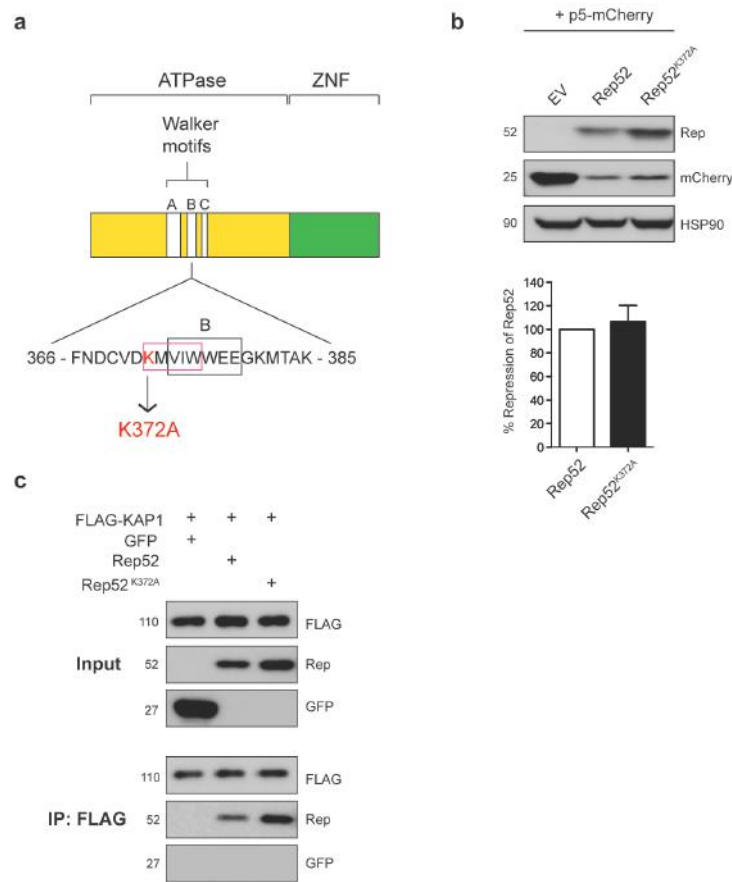 a
ATPase ZNF
Walker
motifs
A B C
B
366 - FNDCVDKMVIWWEEGKMTAK - 385
K372A
b
+ p5-mCherry
EV Rep52 Rep52K372A
52 Rep
25 mCherry
90 HSP90
% Repression of Rep52
140
120
100
80
60
40
20
0
Rep52 Rep52K372A
c
FLAG-KAP1 + + +
GFP +
Rep52 +
Rep52 K372A +
Input
110 FLAG
52 Rep
27 GFP
IP: FLAG
110 FLAG
52 Rep
27 GFP